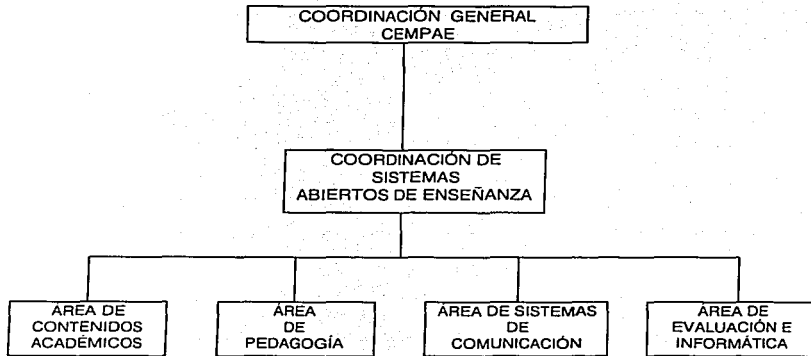 COORDINACIÓN GENERAL
CEMPAE
COORDINACIÓN DE
SISTEMAS
ABIERTOS DE ENSEÑANZA
ÁREA DE
CONTENIDOS
ACADÉMICOS
ÁREA
DE
PEDAGOGÍA
ÁREA DE SISTEMAS
DE
COMUNICACIÓN
ÁREA DE
EVALUACIÓN E
INFORMÁTICA